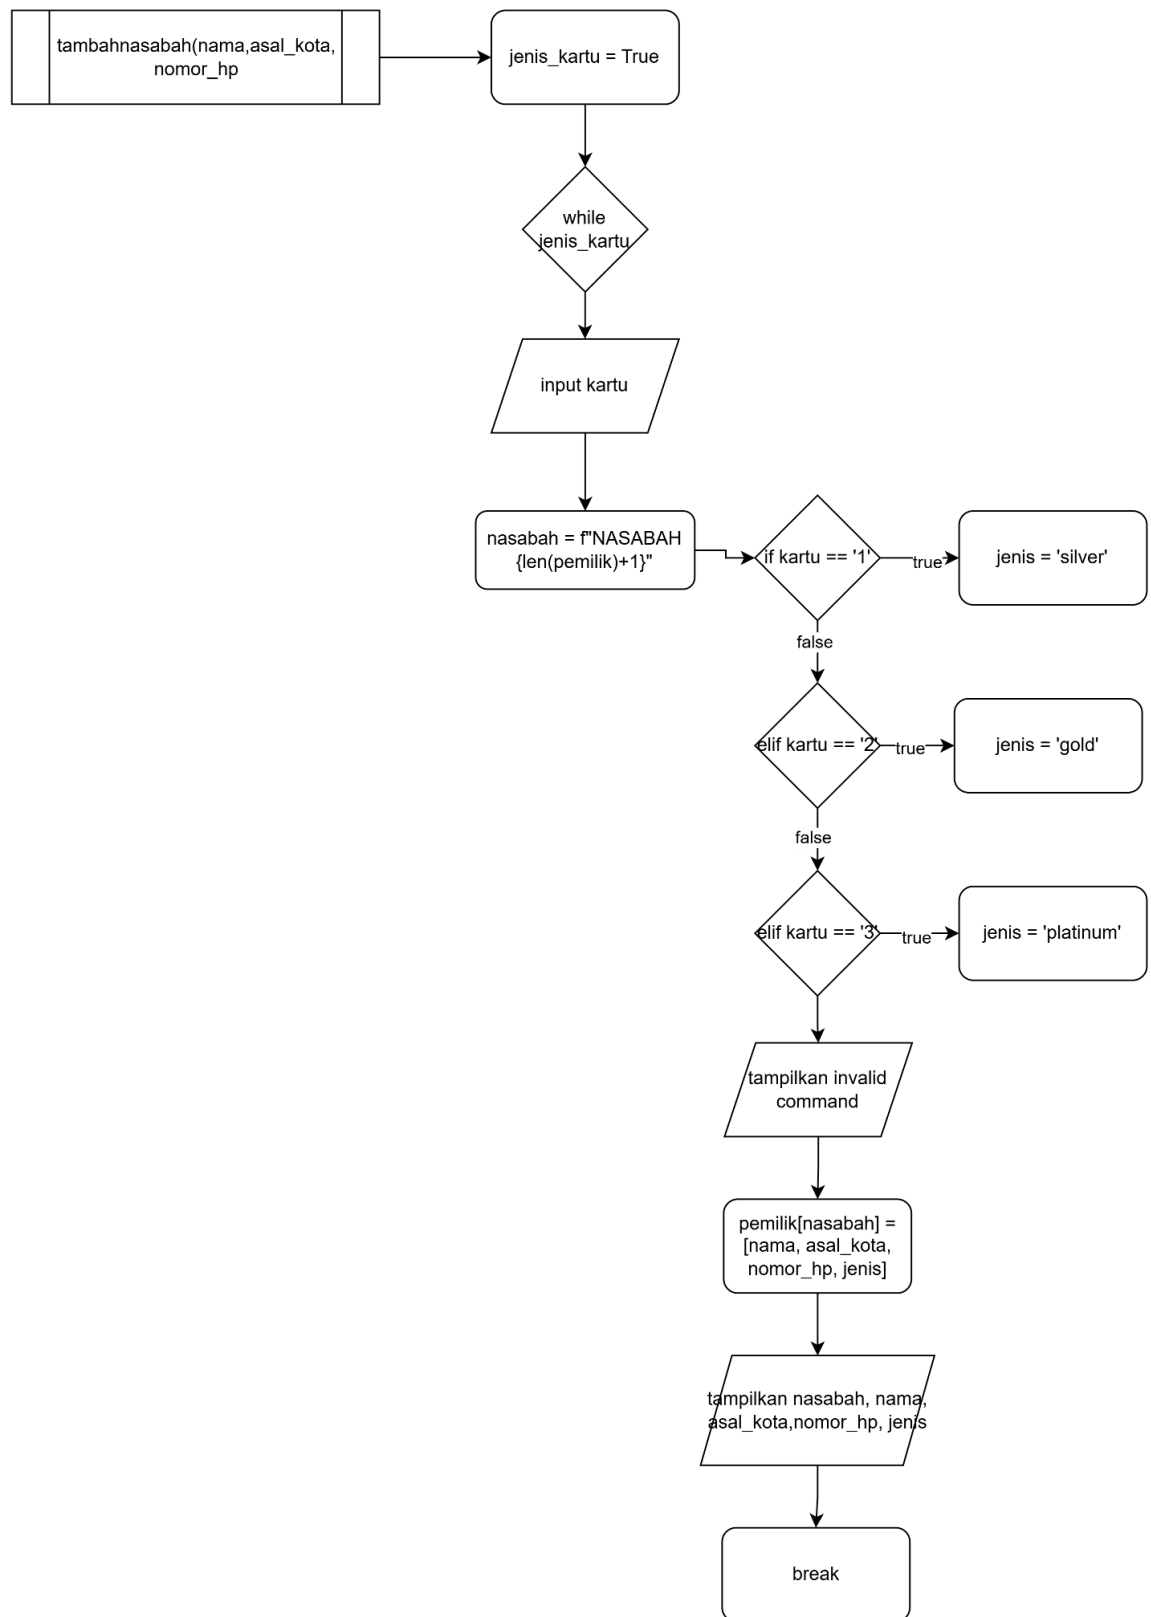 tambahnasabah(nama,asal_kota,
nomor_hp
jenis_kartu = True
while
jenis_kartu
input kartu
nasabah = f"NASABAH
{len(pemilik)+1}"
if kartu == '1'
true
jenis = 'silver'
false
elif kartu == '2'
true
jenis = 'gold'
false
elif kartu == '3'
true
jenis = 'platinum'
tampilkan invalid
command
pemilik[nasabah] =
[nama, asal_kota,
nomor_hp, jenis]
tampilkan nasabah, nama,
asal_kota,nomor_hp, jenis
break